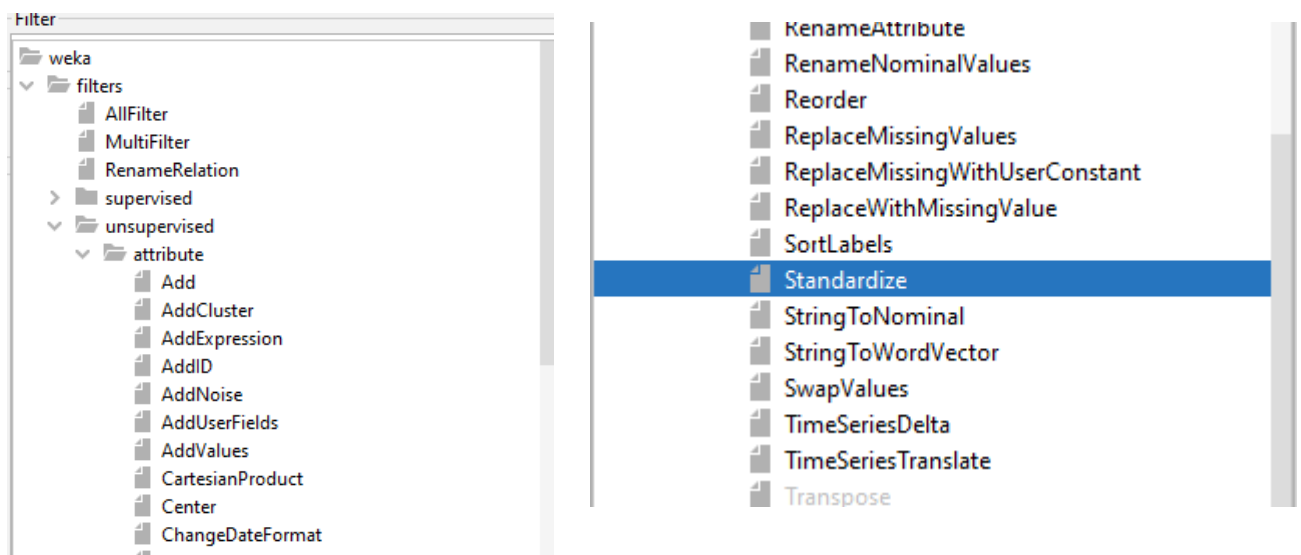 Filter
weka
filters
AllFilter
MultiFilter
RenameRelation
supervised
unsupervised
attribute
Add
AddCluster
AddExpression
AddID
AddNoise
AddUserFields
AddValues
CartesianProduct
Center
ChangeDateFormat
RenameAttribute
RenameNominalValues
Reorder
ReplaceMissingValues
ReplaceMissingWithUserConstant
ReplaceWithMissingValue
SortLabels
Standardize
StringToNominal
StringToWordVector
SwapValues
TimeSeriesDelta
TimeSeriesTranslate
Transpose